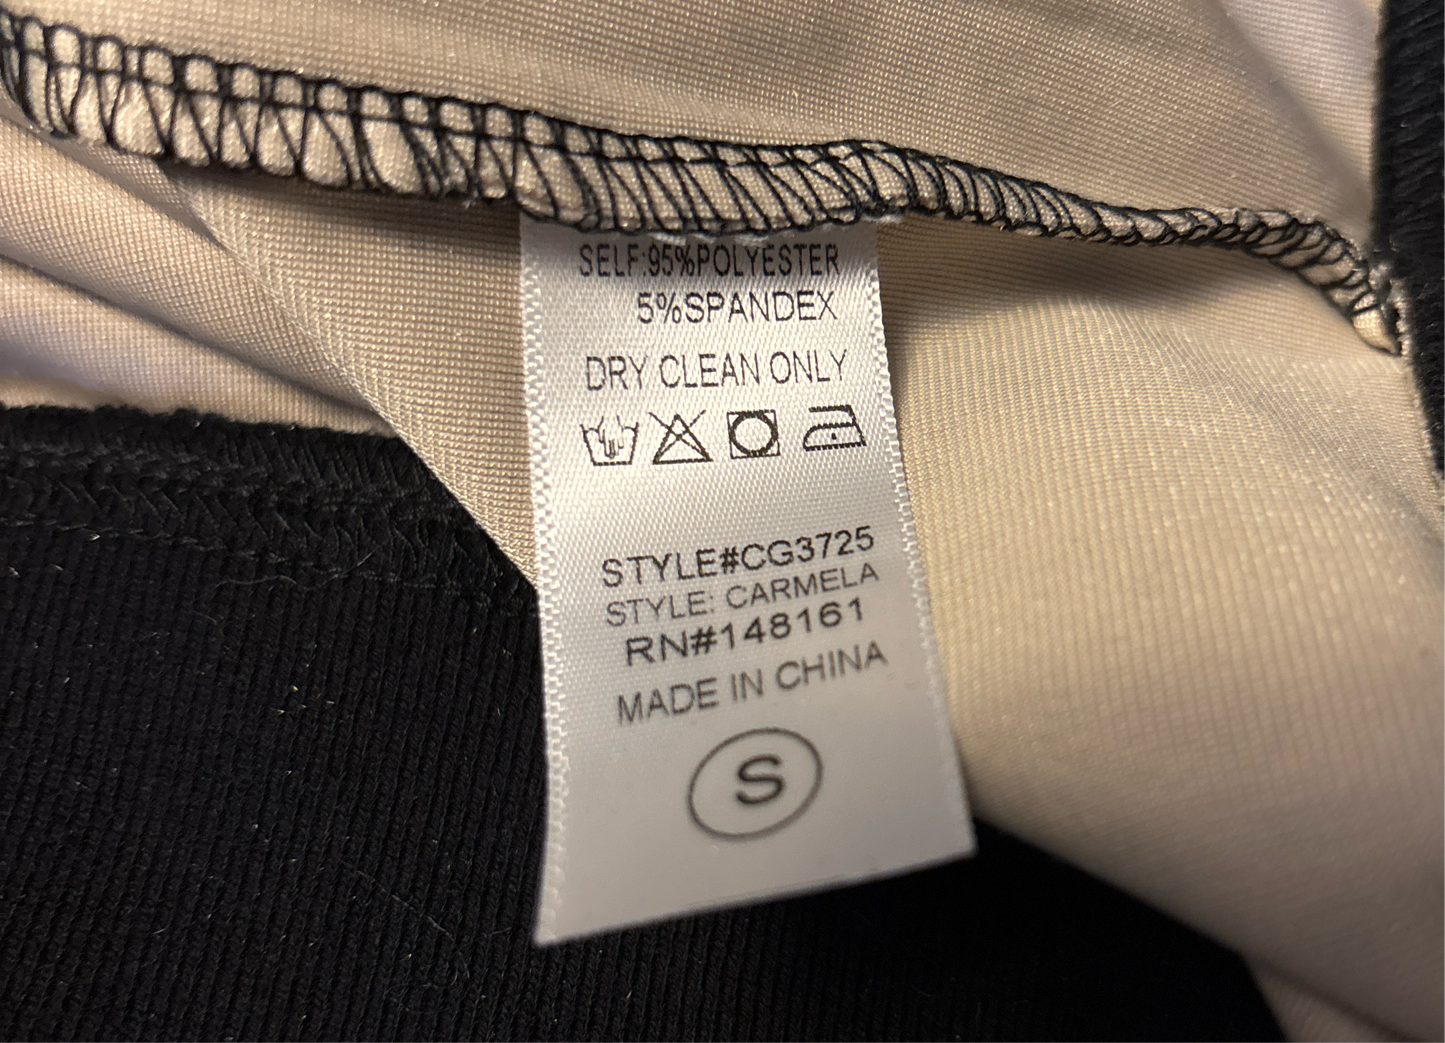 SELF:95%POLYESTER
5%SPANDEX
DRY CLEAN ONLY
STYLE#CG3725
STYLE: CARMELA
RN#148161
MADE IN CHINA
S